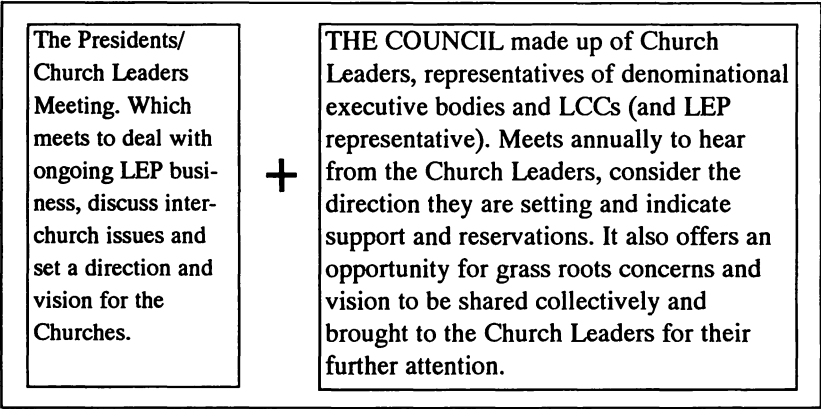 The Presidents/
Church Leaders
Meeting. Which
meets to deal with
ongoing LEP busi-
ness, discuss inter-
church issues and
set a direction and
vision for the
Churches.
+
THE COUNCIL made up of Church
Leaders, representatives of denominational
executive bodies and LCCs (and LEP
representative). Meets annually to hear
from the Church Leaders, consider the
direction they are setting and indicate
support and reservations. It also offers an
opportunity for grass roots concerns and
vision to be shared collectively and
brought to the Church Leaders for their
further attention.